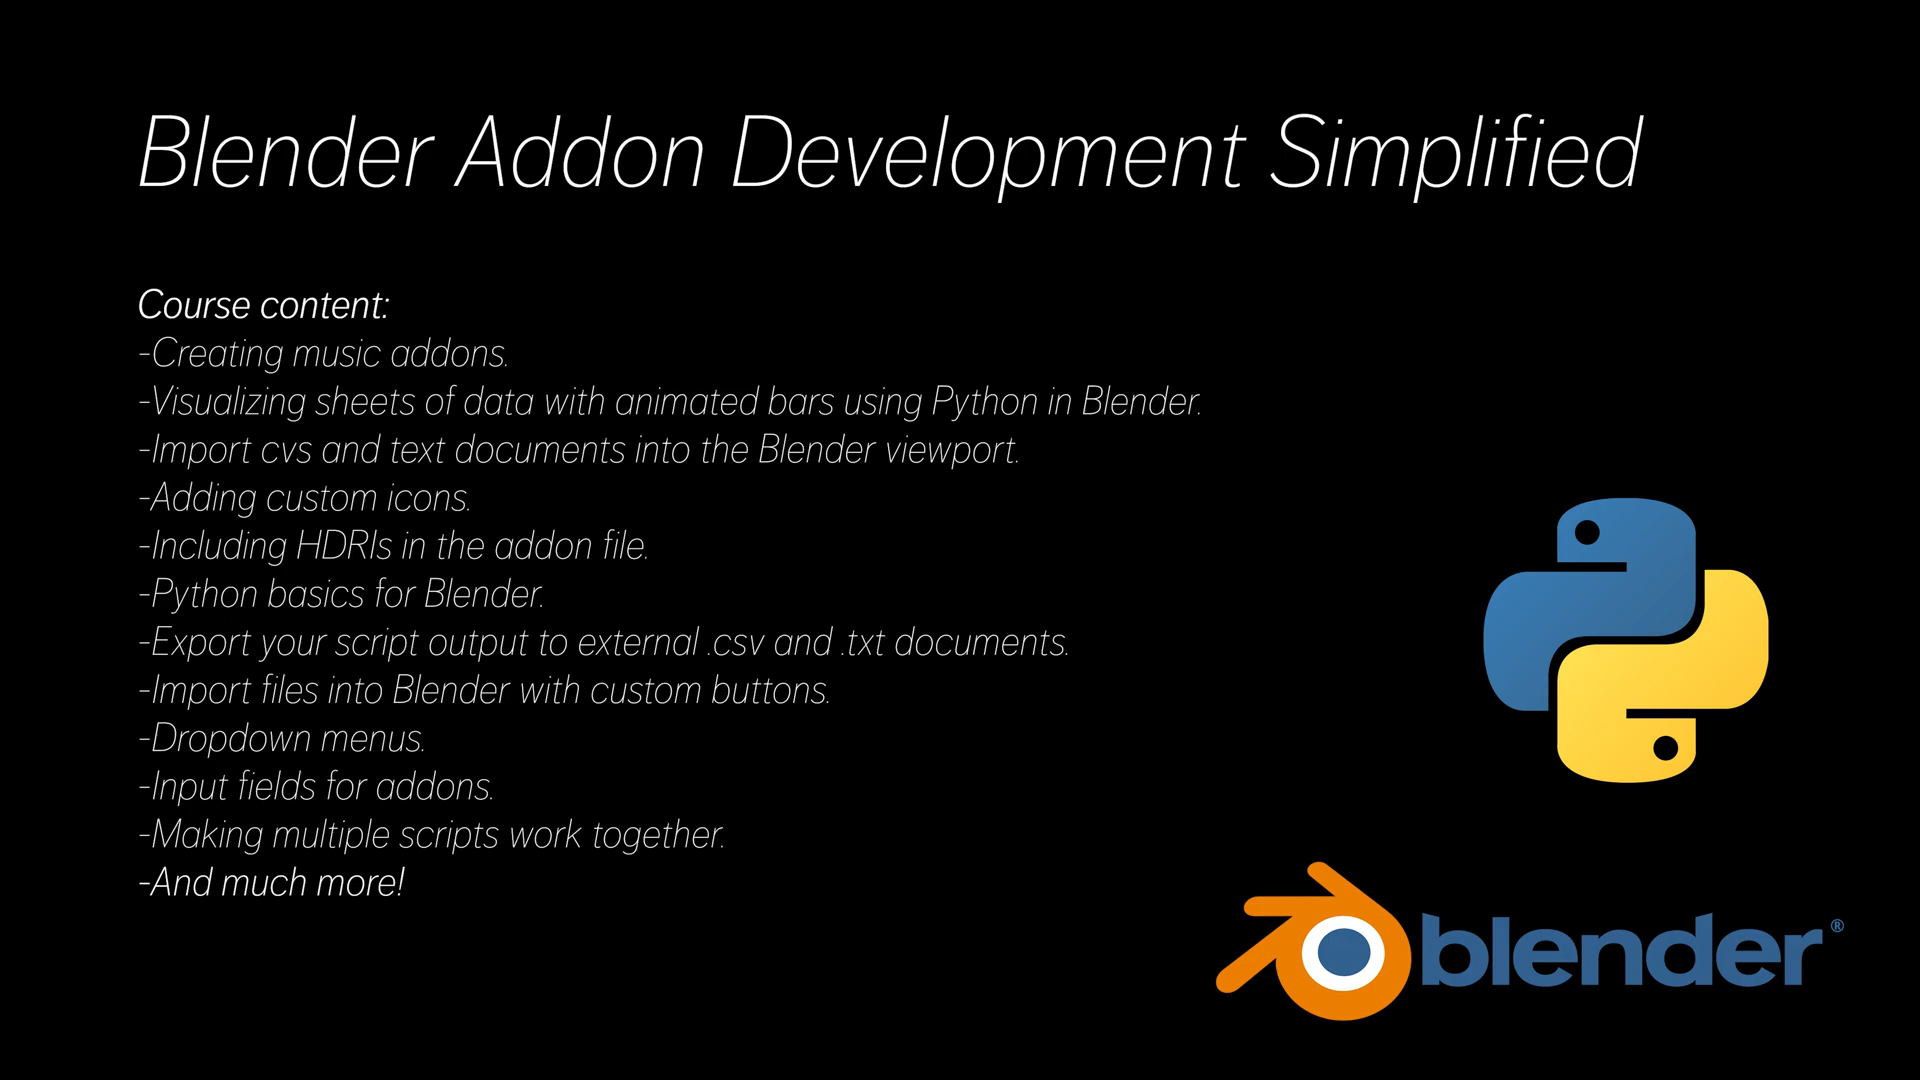 Blender Addon Development Simplified
Course content:
-Creating music addons.
-Visualizing sheets of data with animated bars using Python in Blender.
-Import cvs and text documents into the Blender viewport.
-Adding custom icons.
-Including HDRIs in the addon file.
-Python basics for Blender.
-Export your script output to external .csv and .txt documents.
-Import files into Blender with custom buttons.
-Dropdown menus.
-Input fields for addons.
-Making multiple scripts work together.
-And much more!
blender®